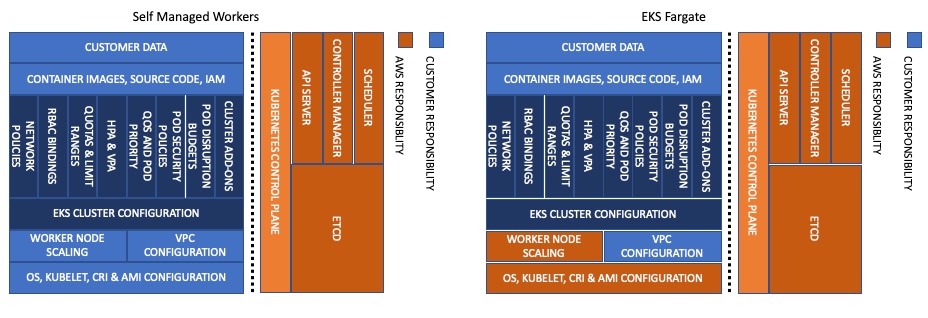 Self Managed Workers
CUSTOMER DATA
CONTAINER IMAGES, SOURCE CODE, IAM
NETWORK
POLICIES
RBAC BINDINGS
QUOTAS & LIMIT
RANGES
HPA & VPA
QOS AND POD
PRIORITY
POD SECURITY
POLICIES
POD DISRUPTION
BUDGETS
CLUSTER ADD-ONS
EKS CLUSTER CONFIGURATION
WORKER NODE
SCALING
VPC
CONFIGURATION
OS, KUBELET, CRI & AMI CONFIGURATION
KUBERNETES CONTROL PLANE
API SERVER
CONTROLLER
MANAGER
SCHEDULER
ETCD
AWS RESPONSIBLITY
CUSTOMER RESPONSIBILITY
EKS Fargate
CUSTOMER DATA
CONTAINER IMAGES, SOURCE CODE, IAM
NETWORK
POLICIES
RBAC BINDINGS
QUOTAS & LIMIT
RANGES
HPA & VPA
QOS AND POD
PRIORITY
POD SECURITY
POLICIES
POD DISRUPTION
BUDGETS
CLUSTER ADD-ONS
EKS CLUSTER CONFIGURATION
WORKER NODE
SCALING
VPC
CONFIGURATION
OS, KUBELET, CRI & AMI CONFIGURATION
KUBERNETES CONTROL PLANE
API SERVER
CONTROLLER
MANAGER
SCHEDULER
ETCD
AWS RESPONSIBLITY
CUSTOMER RESPONSIBILITY